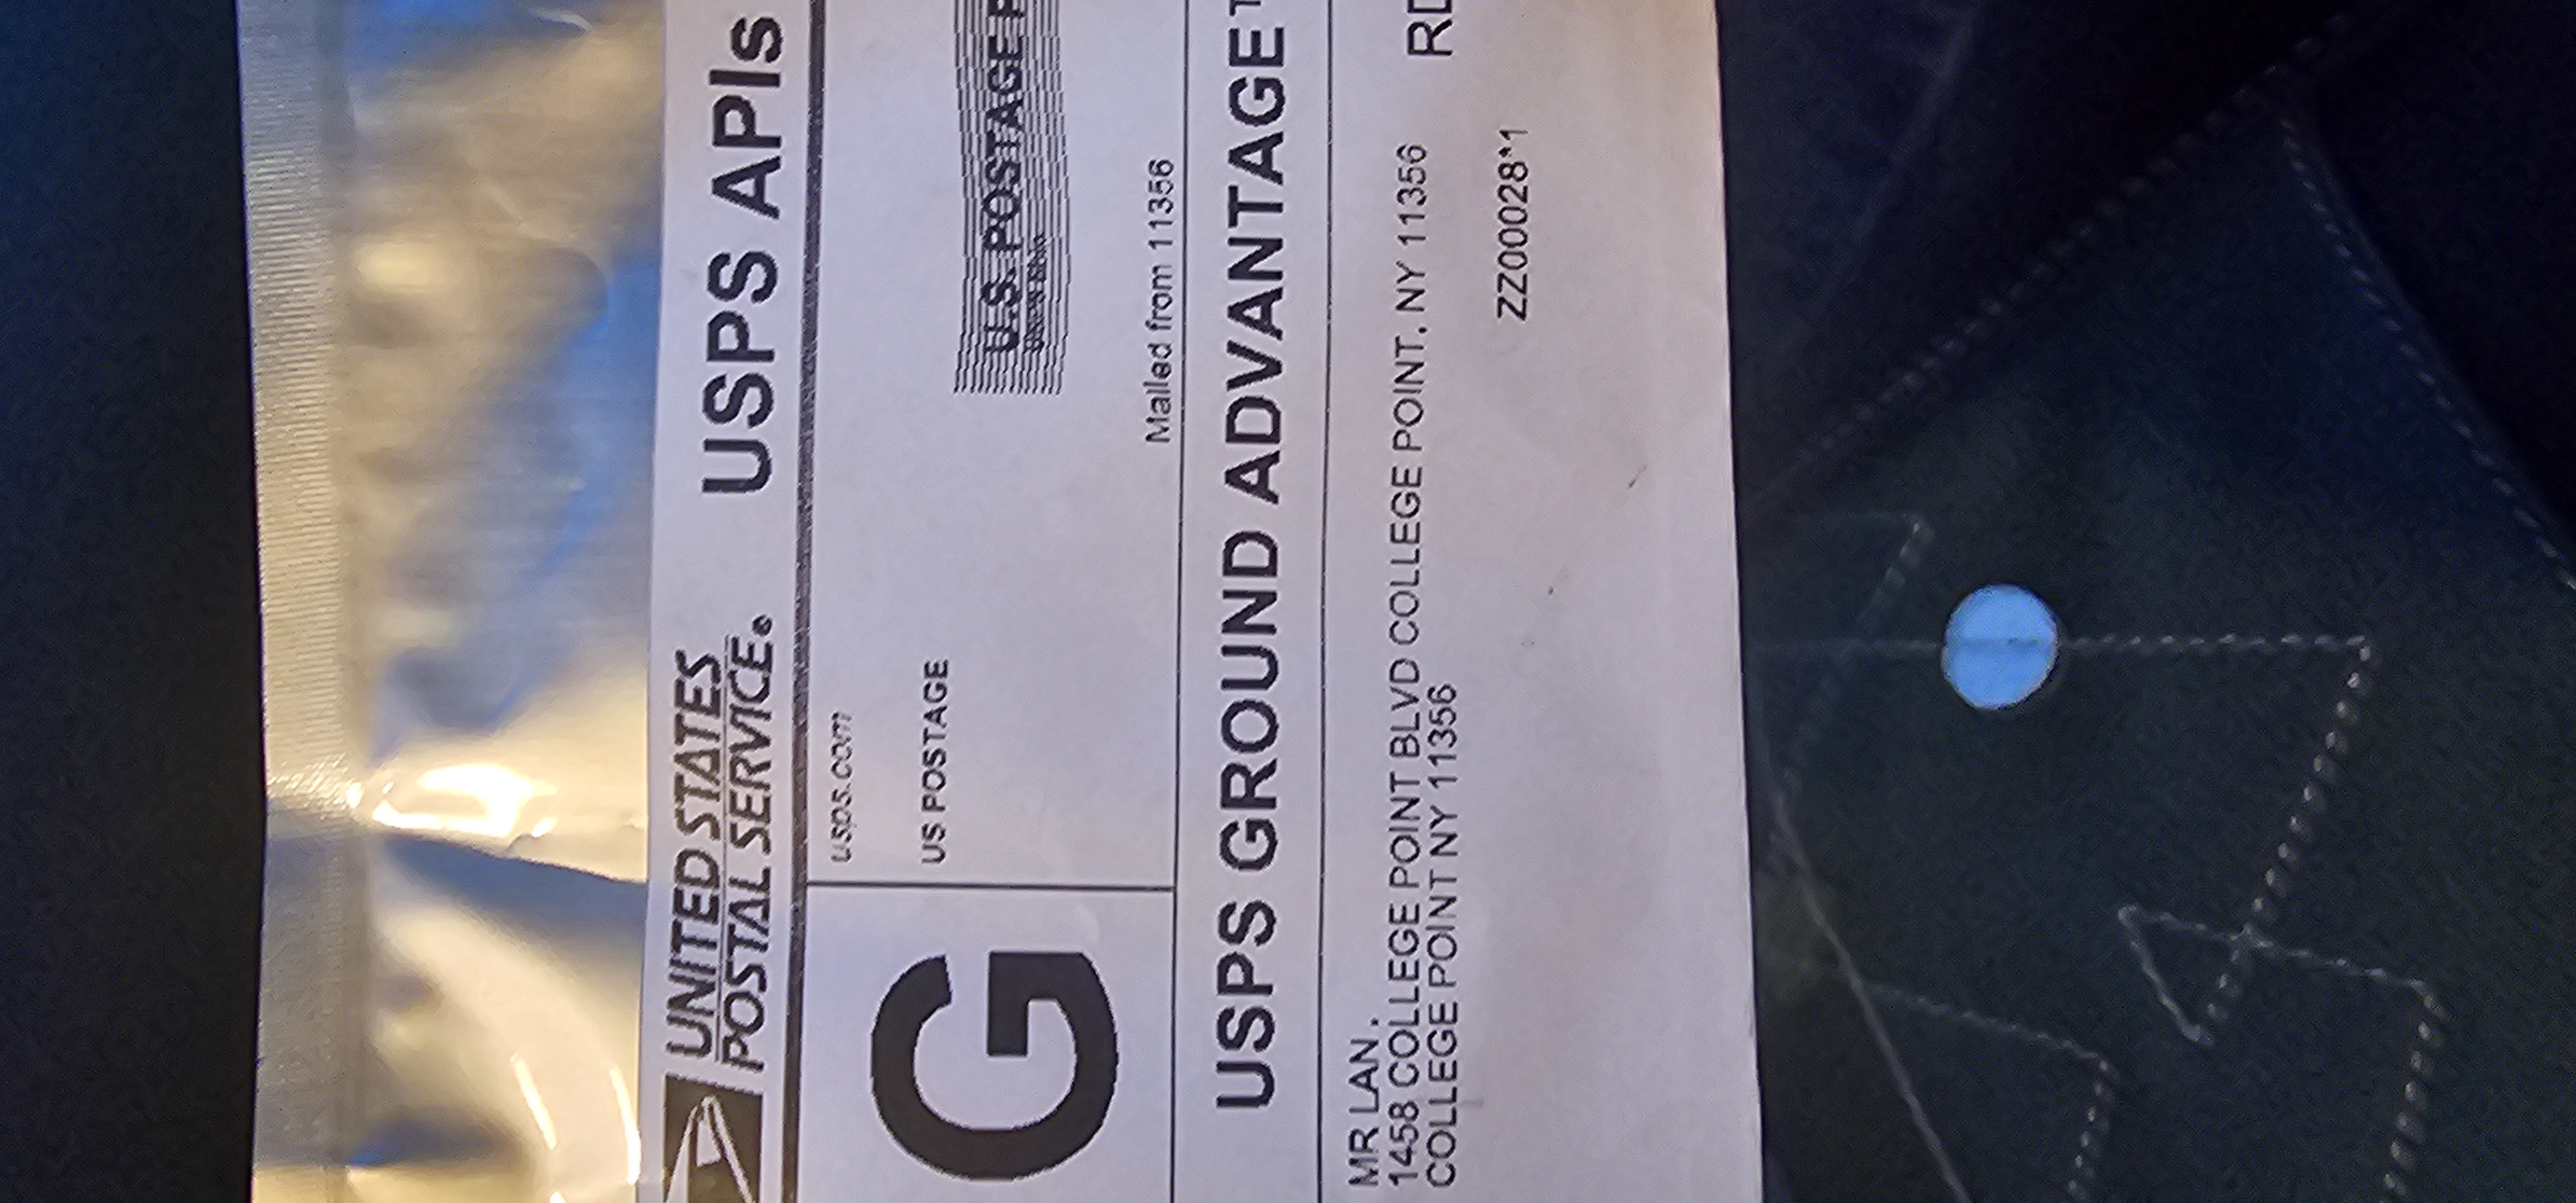 UNITED STATES
POSTAL SERVICE®
USPS APIs
usps.com
US POSTAGE
U.S. POSTAGE
Mailed from 11356
G
USPS GROUND ADVANTAGE
MR LAN .
1458 COLLEGE POINT BLVD COLLEGE POINT, NY 11356
COLLEGE POINT NY 11356
ZZ000028*1